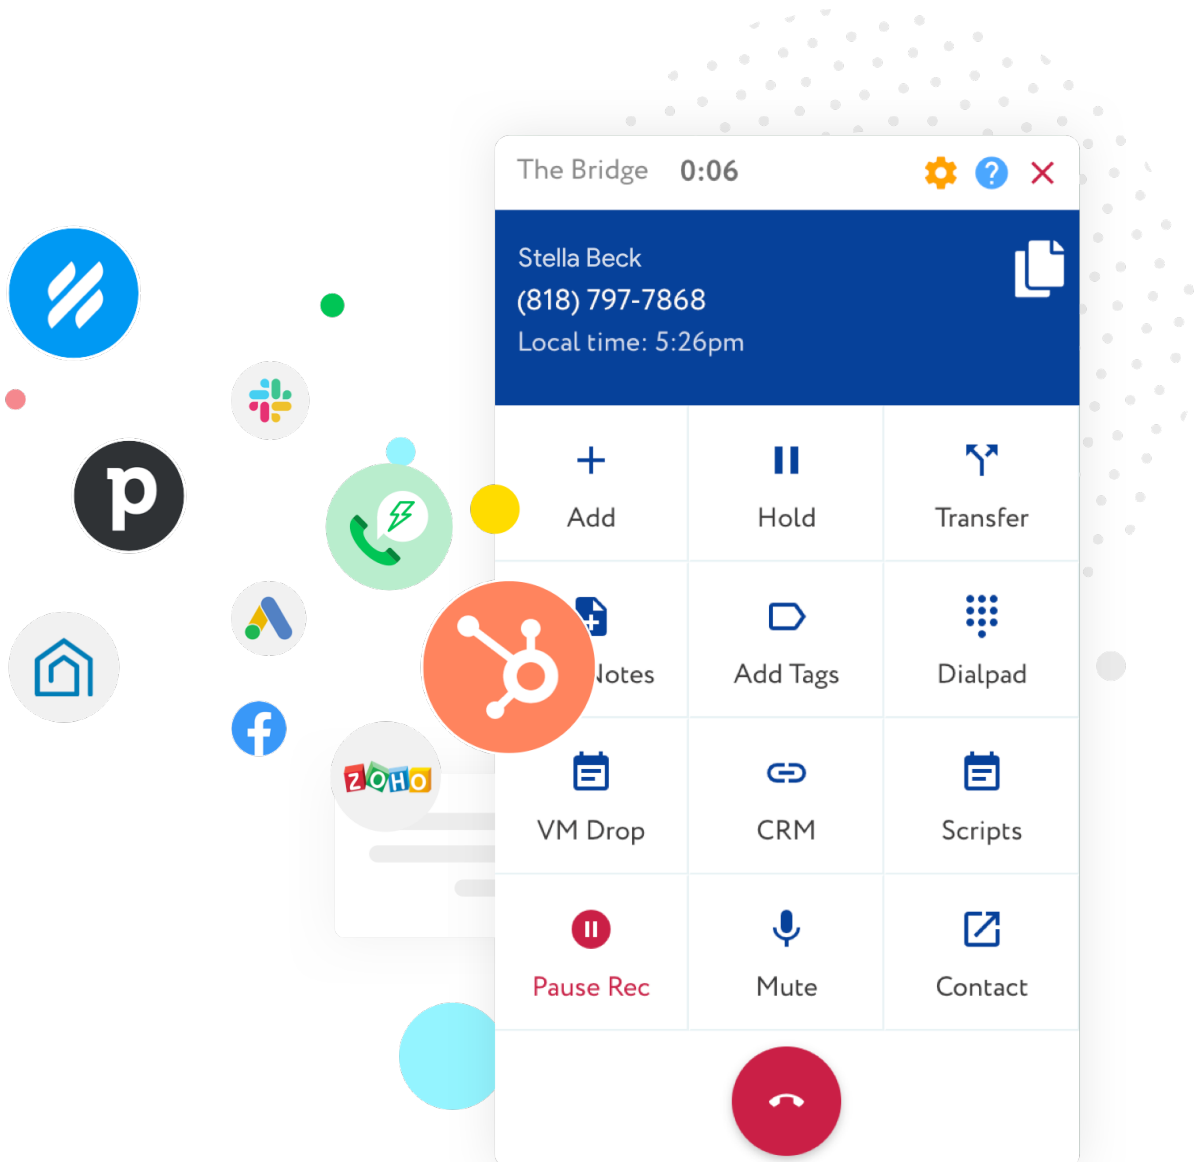 The Bridge 0:06
Stella Beck
(818) 797-7868
Local time: 5:26pm
Add Hold Transfer
Notes Add Tags Dialpad
ZOHO
VM Drop CRM Scripts
Pause Rec Mute Contact